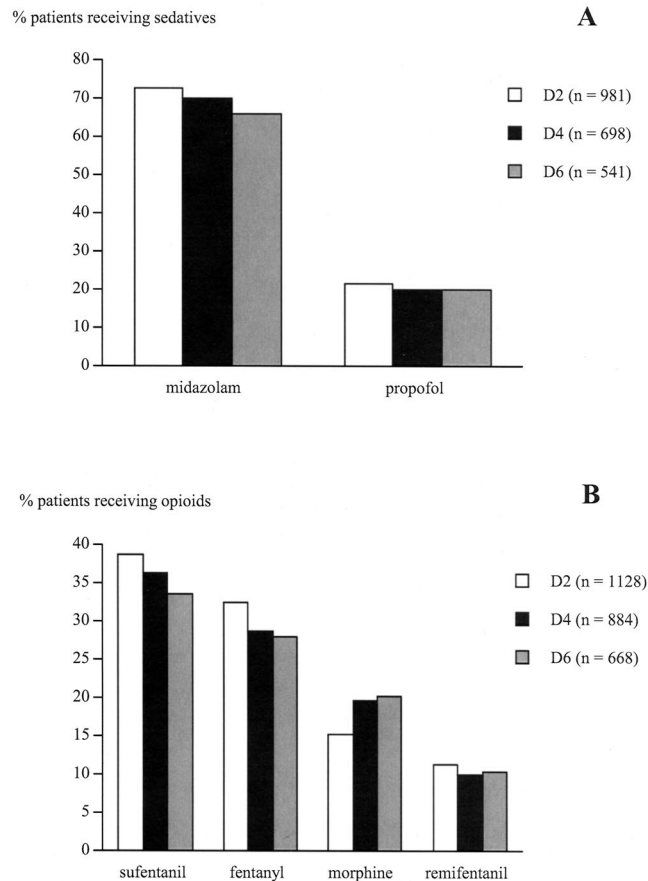 % patients receiving sedatives
A
80
70
60
50
40
30
20
10
0
D2 (n = 981)
D4 (n = 698)
D6 (n = 541)
midazolam propofol
% patients receiving opioids
B
40
35
30
25
20
15
10
5
0
D2 (n = 1128)
D4 (n = 884)
D6 (n = 668)
sufentanil fentanyl morphine remifentanil